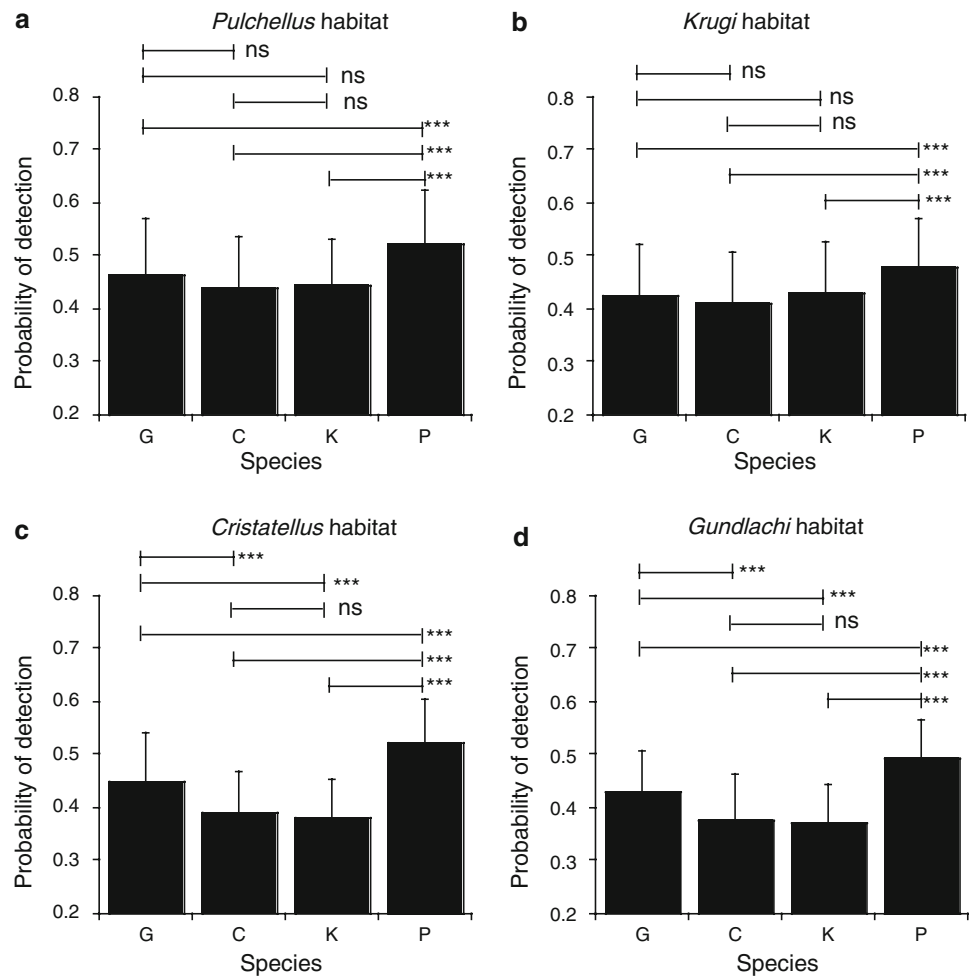 a
Pulchellus habitat
ns
ns
ns
***
***
***
0.8
0.7
0.6
0.5
0.4
0.3
0.2
Probability of detection
G C K P
Species
b
Krugi habitat
ns
ns
ns
***
***
***
0.8
0.7
0.6
0.5
0.4
0.3
0.2
Probability of detection
G C K P
Species
c
Cristatellus habitat
***
***
ns
***
***
***
0.8
0.7
0.6
0.5
0.4
0.3
0.2
Probability of detection
G C K P
Species
d
Gundlachi habitat
***
***
ns
***
***
***
0.8
0.7
0.6
0.5
0.4
0.3
0.2
Probability of detection
G C K P
Species